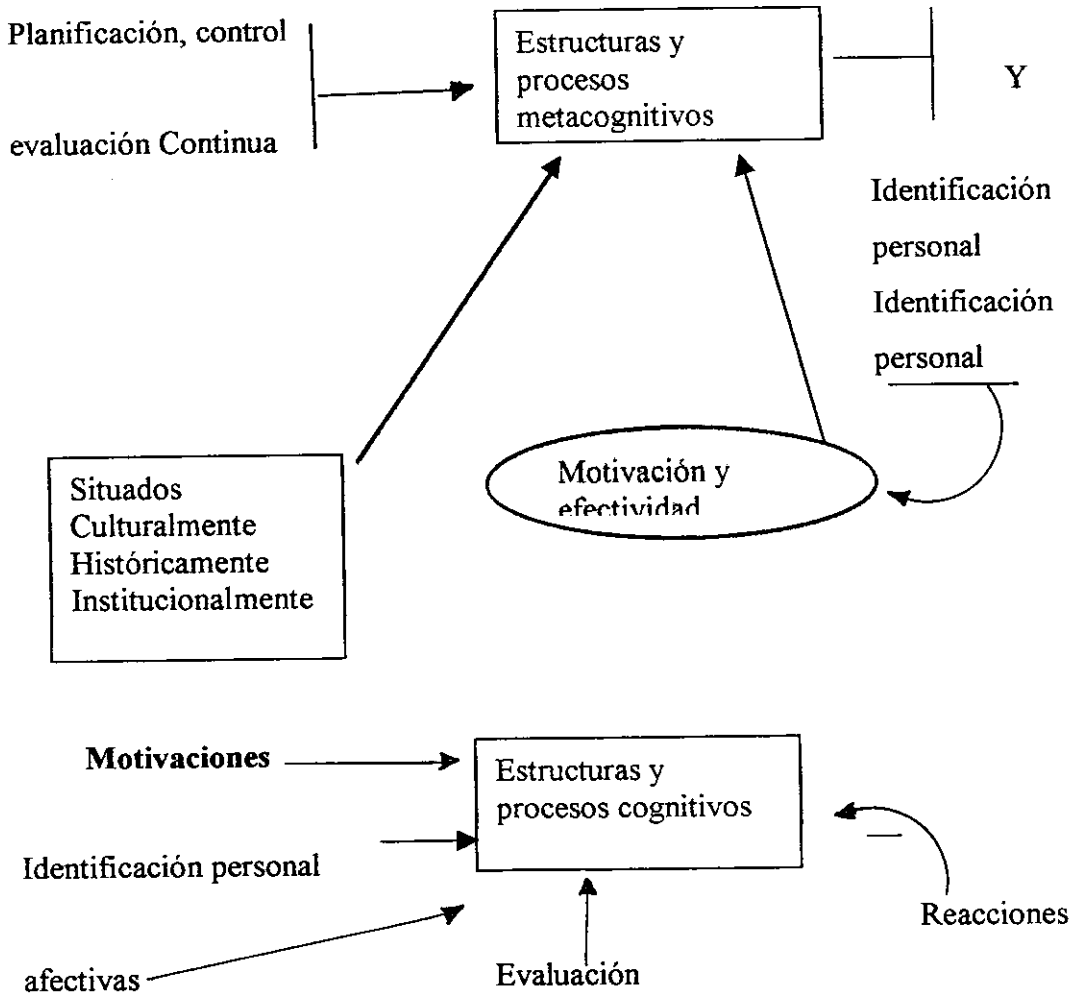 Planificación, control
evaluación Continua
Estructuras y
procesos
metacognitivos
Y
Identificación
personal
Identificación
personal
Motivación y
efectividad
Situados
Culturalmente
Históricamente
Institucionalmente
Motivaciones
Estructuras y
procesos cognitivos
Identificación personal
Reacciones
afectivas
Evaluación